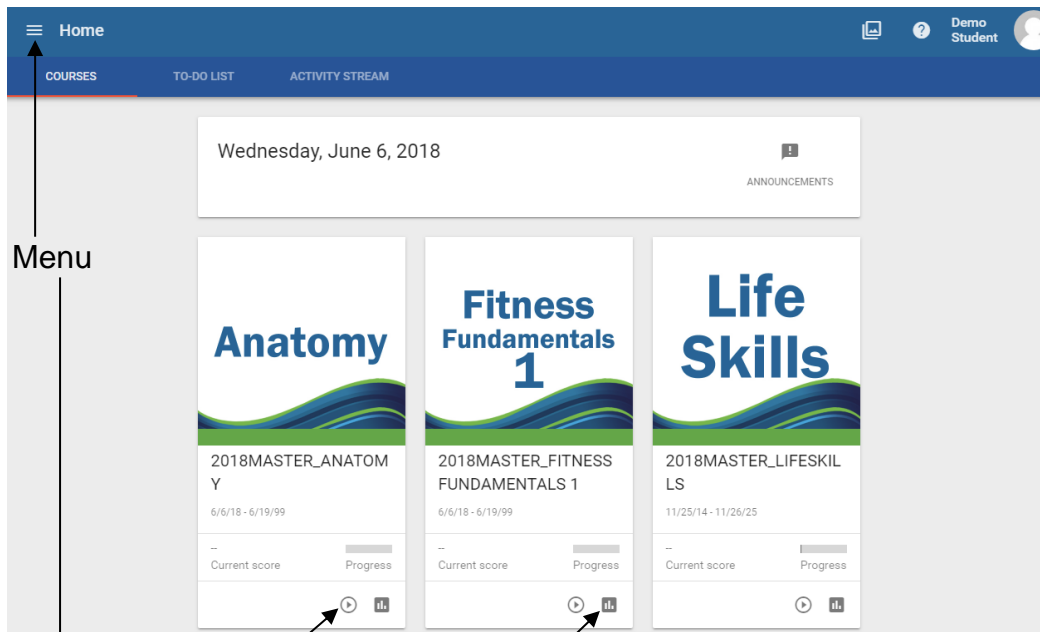 Home
Demo
Student
COURSES TO-DO LIST ACTIVITY STREAM
Wednesday, June 6, 2018
ANNOUNCEMENTS
Menu
Anatomy
2018MASTER_ANATOM
Y
6/6/18 - 6/19/99
--
Current score Progress
Fitness
Fundamentals
1
2018MASTER_FITNESS
FUNDAMENTALS 1
6/6/18 - 6/19/99
--
Current score Progress
Life
Skills
2018MASTER_LIFESKIL
LS
11/25/14 - 11/26/25
--
Current score Progress